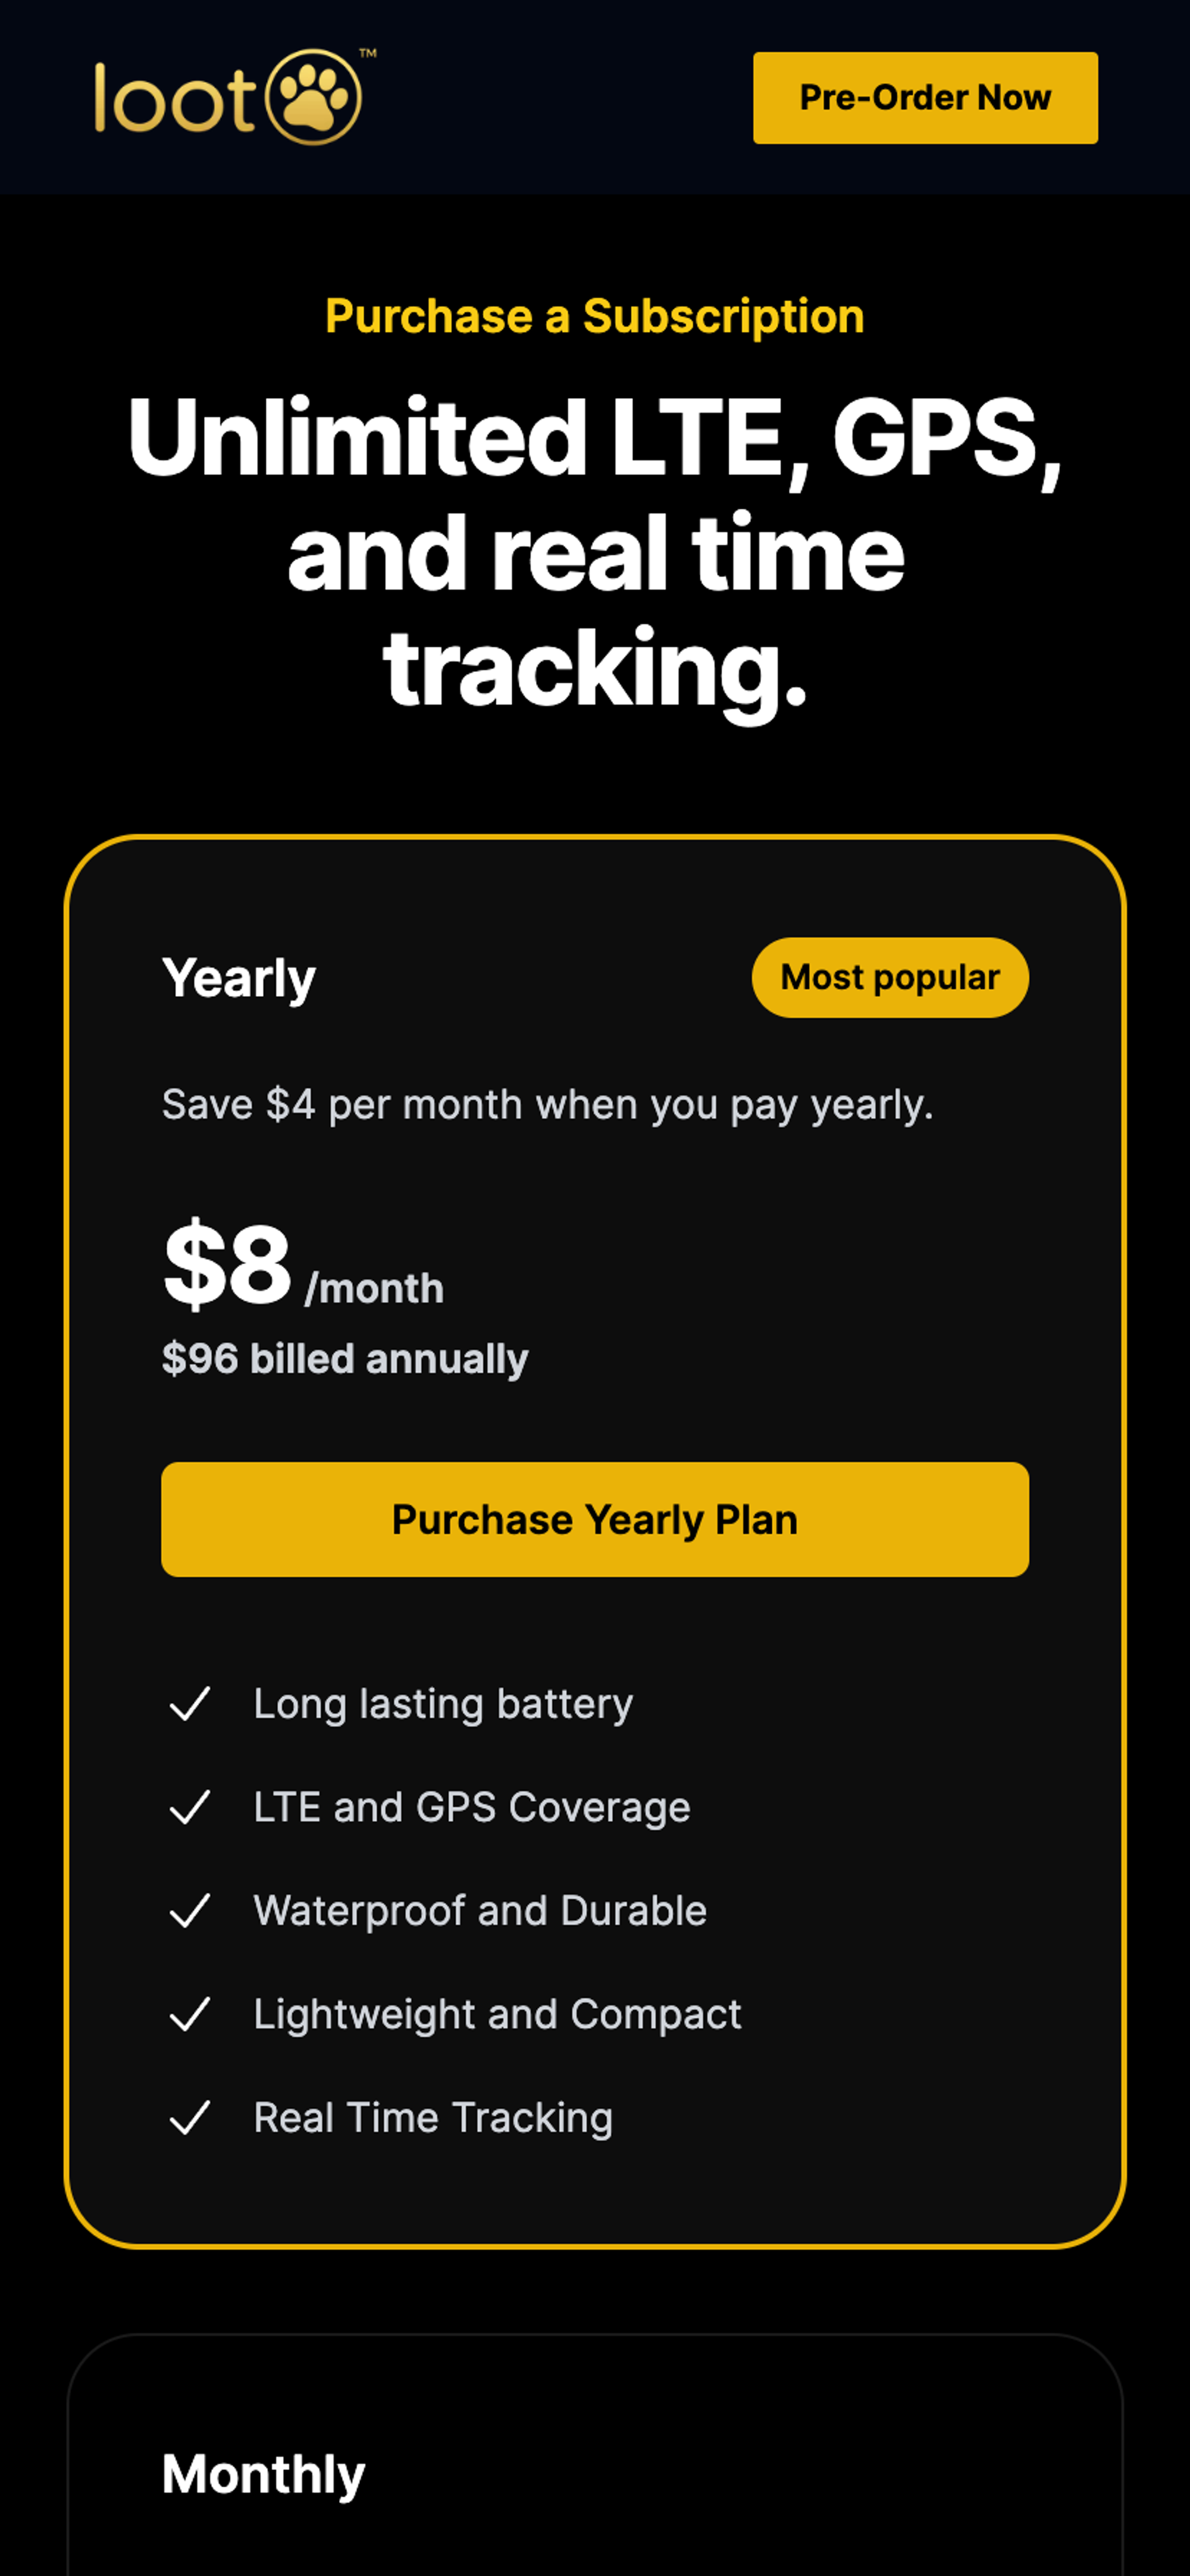 loot™
Pre-Order Now
Purchase a Subscription
Unlimited LTE, GPS,
and real time
tracking.
Yearly
Most popular
Save $4 per month when you pay yearly.
$8 /month
$96 billed annually
Purchase Yearly Plan
Long lasting battery
LTE and GPS Coverage
Waterproof and Durable
Lightweight and Compact
Real Time Tracking
Monthly